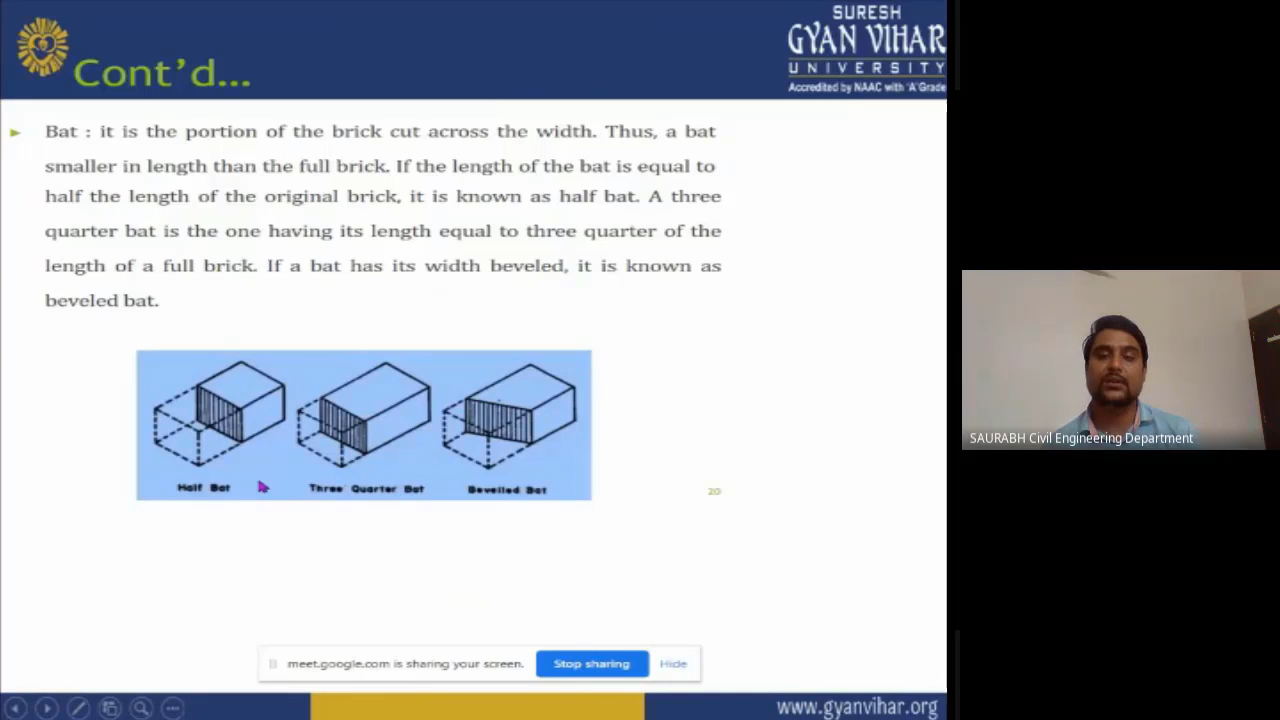 SURESH
GYAN VIHAR
UNIVERSITY
Accredited by NAAC with 'A' Grade
Cont'd...
Bat : it is the portion of the brick cut across the width. Thus, a bat
smaller in length than the full brick. If the length of the bat is equal to
half the length of the original brick, it is known as half bat. A three
quarter bat is the one having its length equal to three quarter of the
length of a full brick. If a bat has its width beveled, it is known as
beveled bat.
Half Bat
Three Quarter Bat
Bevelled Bat
20
SAURABH Civil Engineering Department
meet.google.com is sharing your screen.
Stop sharing
Hide
www.gyanvihar.org